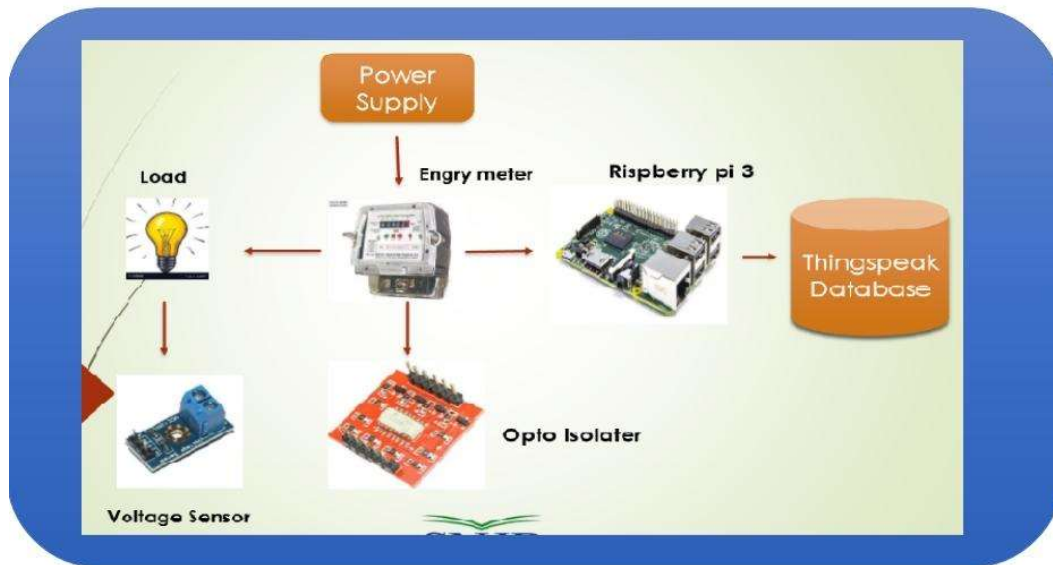 Power
Supply
Load
Engry meter
Rispberry pi 3
Thingspeak
Database
Opto Isolater
Voltage Sensor